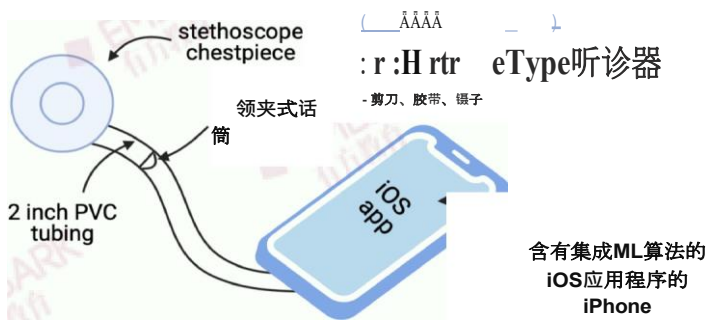 stethoscope
chestpiece
: r :H rtr eType听诊器
- 剪刀、胶带、镊子
领夹式话
筒
2 inch PVC
tubing
iOS
app
含有集成ML算法的
iOS应用程序的
iPhone